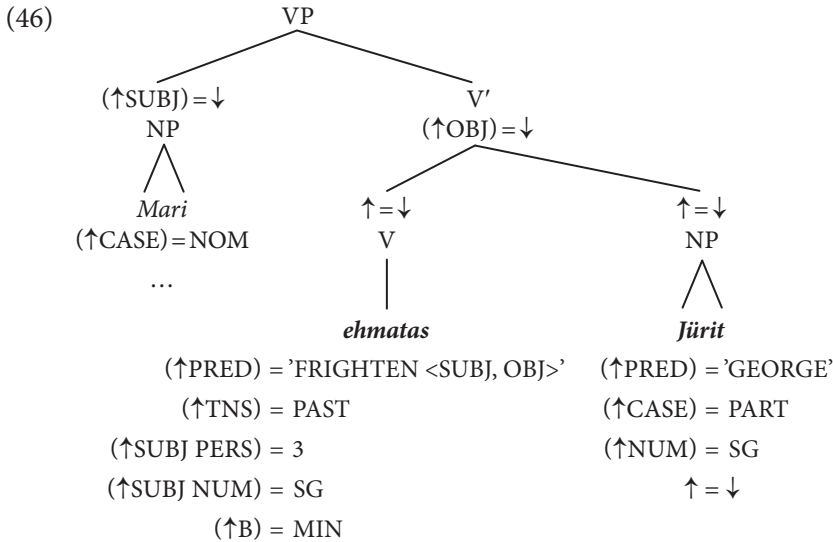 (46)
VP
(↑SUBJ)=↓ V′
NP (↑OBJ)=↓
Mari ↑=↓ ↑=↓
(↑CASE)=NOM V NP
…
ehmatas Jürit
(↑PRED) = ’FRIGHTEN <SUBJ, OBJ>’ (↑PRED) = ’GEORGE’
(↑TNS) = PAST (↑CASE) = PART
(↑SUBJ PERS) = 3 (↑NUM) = SG
(↑SUBJ NUM) = SG ↑=↓
(↑B) = MIN